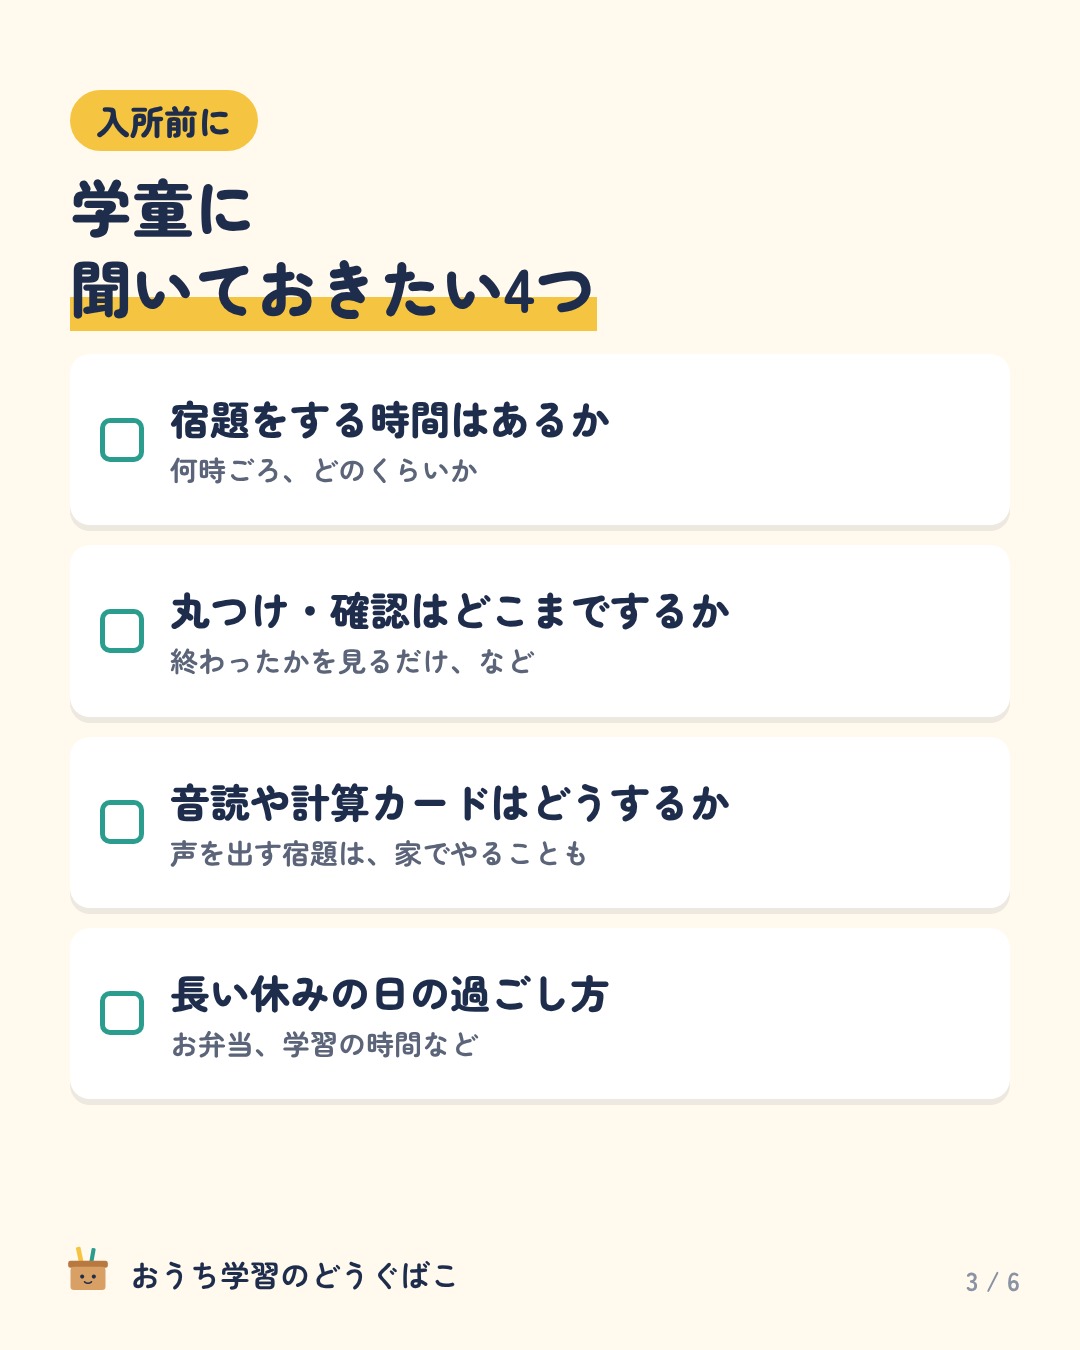 入所前に
学童に
聞いておきたい4つ
宿題をする時間はあるか
何時ごろ、どのくらいか
丸つけ・確認はどこまでするか
終わったかを見るだけ、など
音読や計算カードはどうするか
声を出す宿題は、家でやることも
長い休みの日の過ごし方
お弁当、学習の時間など
おうち学習のどうぐばこ
3 / 6